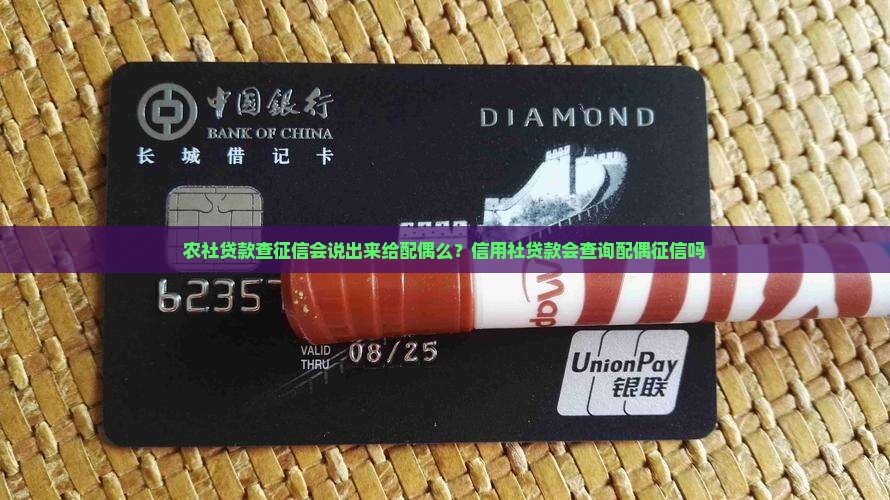 中国银行
BANK OF CHINA
长城借记卡
DIAMOND
农社贷款查征信会说出来给配偶么？信用社贷款会查询配偶征信吗
6235
VALID
THRU
08/25
UnionPay
银联